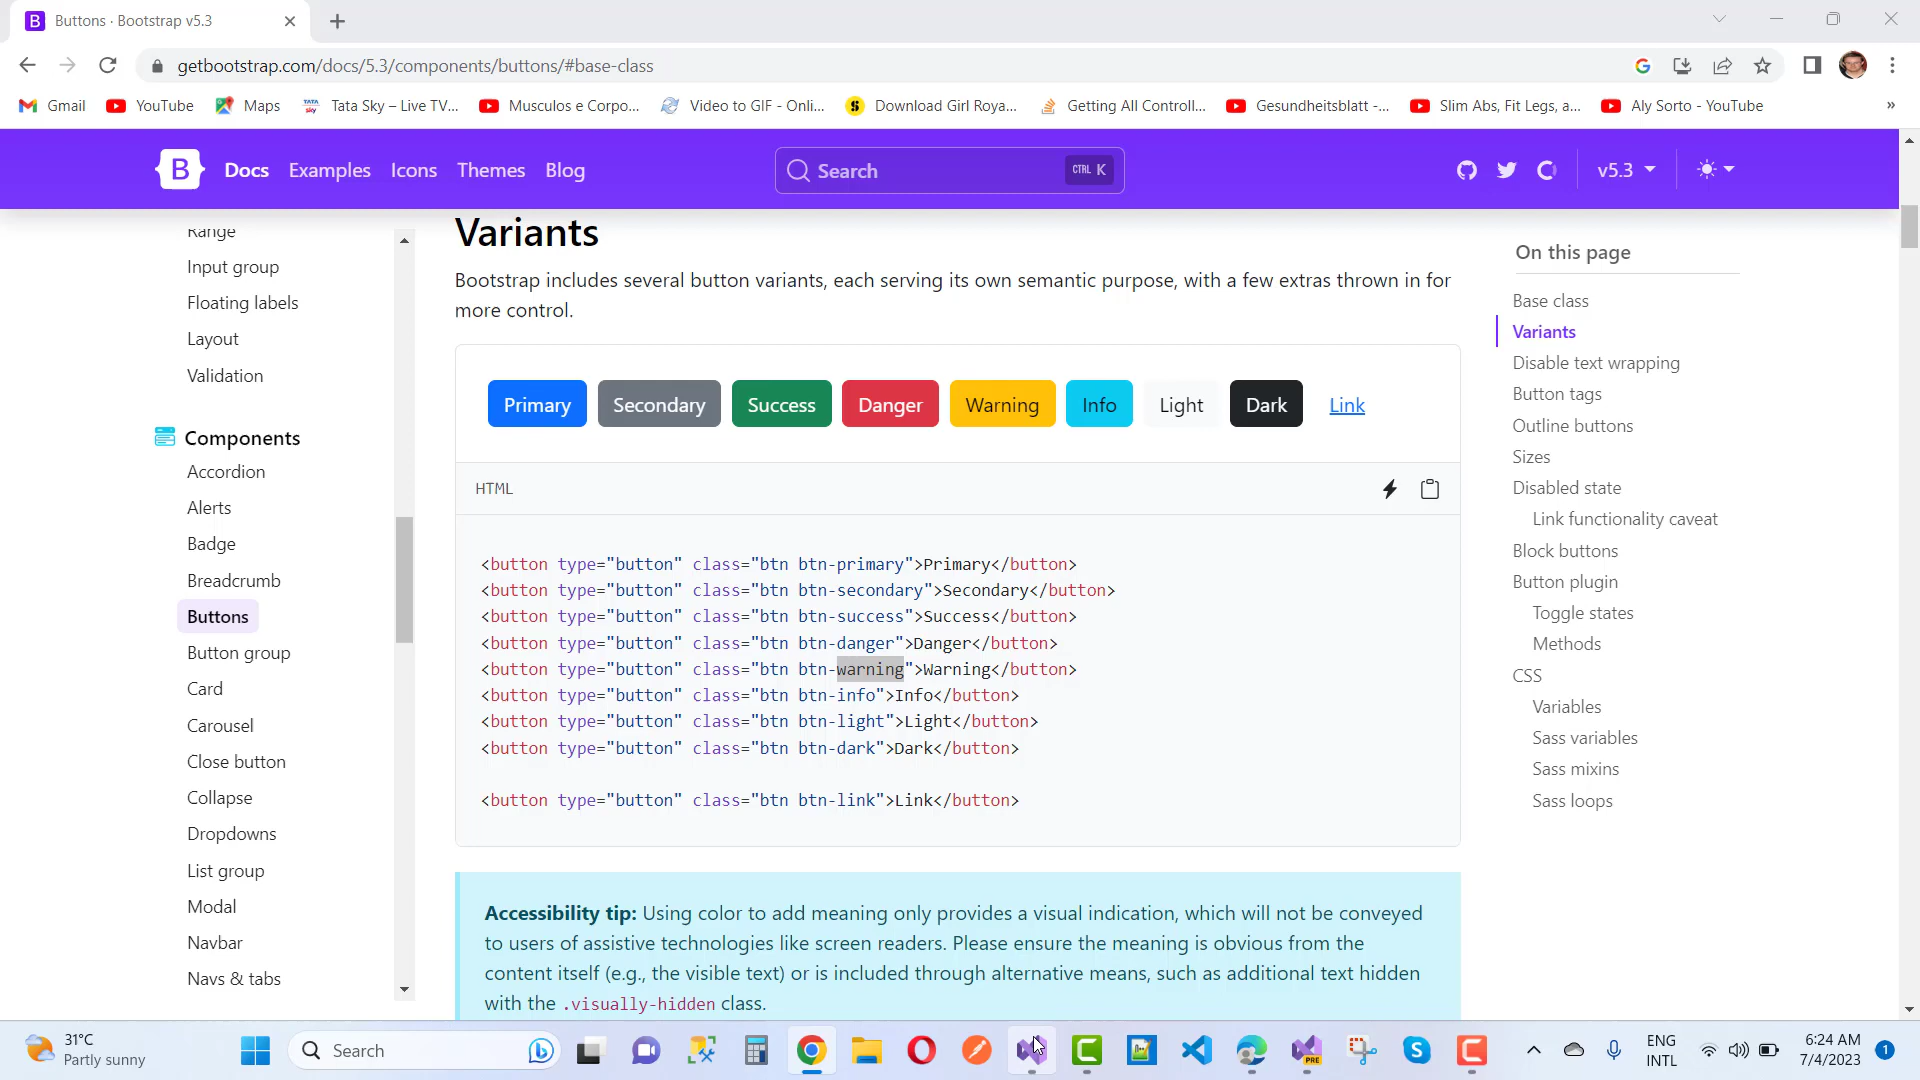 Buttons · Bootstrap v5.3
getbootstrap.com/docs/5.3/components/buttons/#base-class
Gmail
YouTube
Maps
Tata Sky – Live TV...
Musculos e Corpo...
Video to GIF - Onli...
Download Girl Roya...
Getting All Controll...
Gesundheitsblatt -...
Slim Abs, Fit Legs, a...
Aly Sorto - YouTube
»
B
Docs
Examples
Icons
Themes
Blog
Search
CTRL K
v5.3
Range
Input group
Floating labels
Layout
Validation
Components
Accordion
Alerts
Badge
Breadcrumb
Buttons
Button group
Card
Carousel
Close button
Collapse
Dropdowns
List group
Modal
Navbar
Navs & tabs
Variants
Bootstrap includes several button variants, each serving its own semantic purpose, with a few extras thrown in for
more control.
Primary
Secondary
Success
Danger
Warning
Info
Light
Dark
Link
HTML
<button type="button" class="btn btn-primary">Primary</button>
<button type="button" class="btn btn-secondary">Secondary</button>
<button type="button" class="btn btn-success">Success</button>
<button type="button" class="btn btn-danger">Danger</button>
<button type="button" class="btn btn-warning">Warning</button>
<button type="button" class="btn btn-info">Info</button>
<button type="button" class="btn btn-light">Light</button>
<button type="button" class="btn btn-dark">Dark</button>
<button type="button" class="btn btn-link">Link</button>
Accessibility tip: Using color to add meaning only provides a visual indication, which will not be conveyed
to users of assistive technologies like screen readers. Please ensure the meaning is obvious from the
content itself (e.g., the visible text) or is included through alternative means, such as additional text hidden
with the .visually-hidden class.
On this page
Base class
Variants
Disable text wrapping
Button tags
Outline buttons
Sizes
Disabled state
Link functionality caveat
Block buttons
Button plugin
Toggle states
Methods
CSS
Variables
Sass variables
Sass mixins
Sass loops
31°C
Partly sunny
Search
PRE
ENG
INTL
6:24 AM
7/4/2023
1